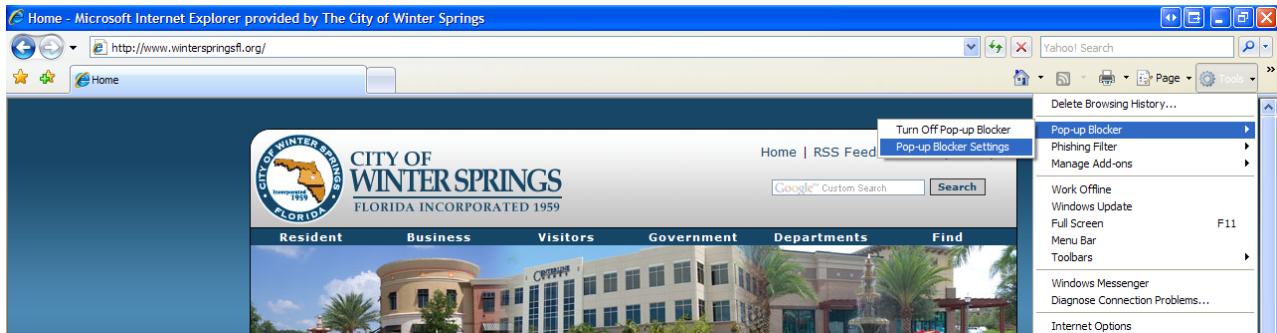 Home - Microsoft Internet Explorer provided by The City of Winter Springs
http://www.winterspringsfl.org/
Yahoo! Search
Home
Page
Tools
Delete Browsing History...
Turn Off Pop-up Blocker
Pop-up Blocker
Pop-up Blocker Settings
Phishing Filter
Manage Add-ons
Work Offline
Windows Update
Full Screen F11
Menu Bar
Toolbars
Windows Messenger
Diagnose Connection Problems...
Internet Options
CITY OF WINTER SPRINGS
Incorporated
1959
FLORIDA
CITY OF
WINTER SPRINGS
FLORIDA INCORPORATED 1959
Home | RSS Feed
Google™ Custom Search
Search
Resident Business Visitors Government Departments Find